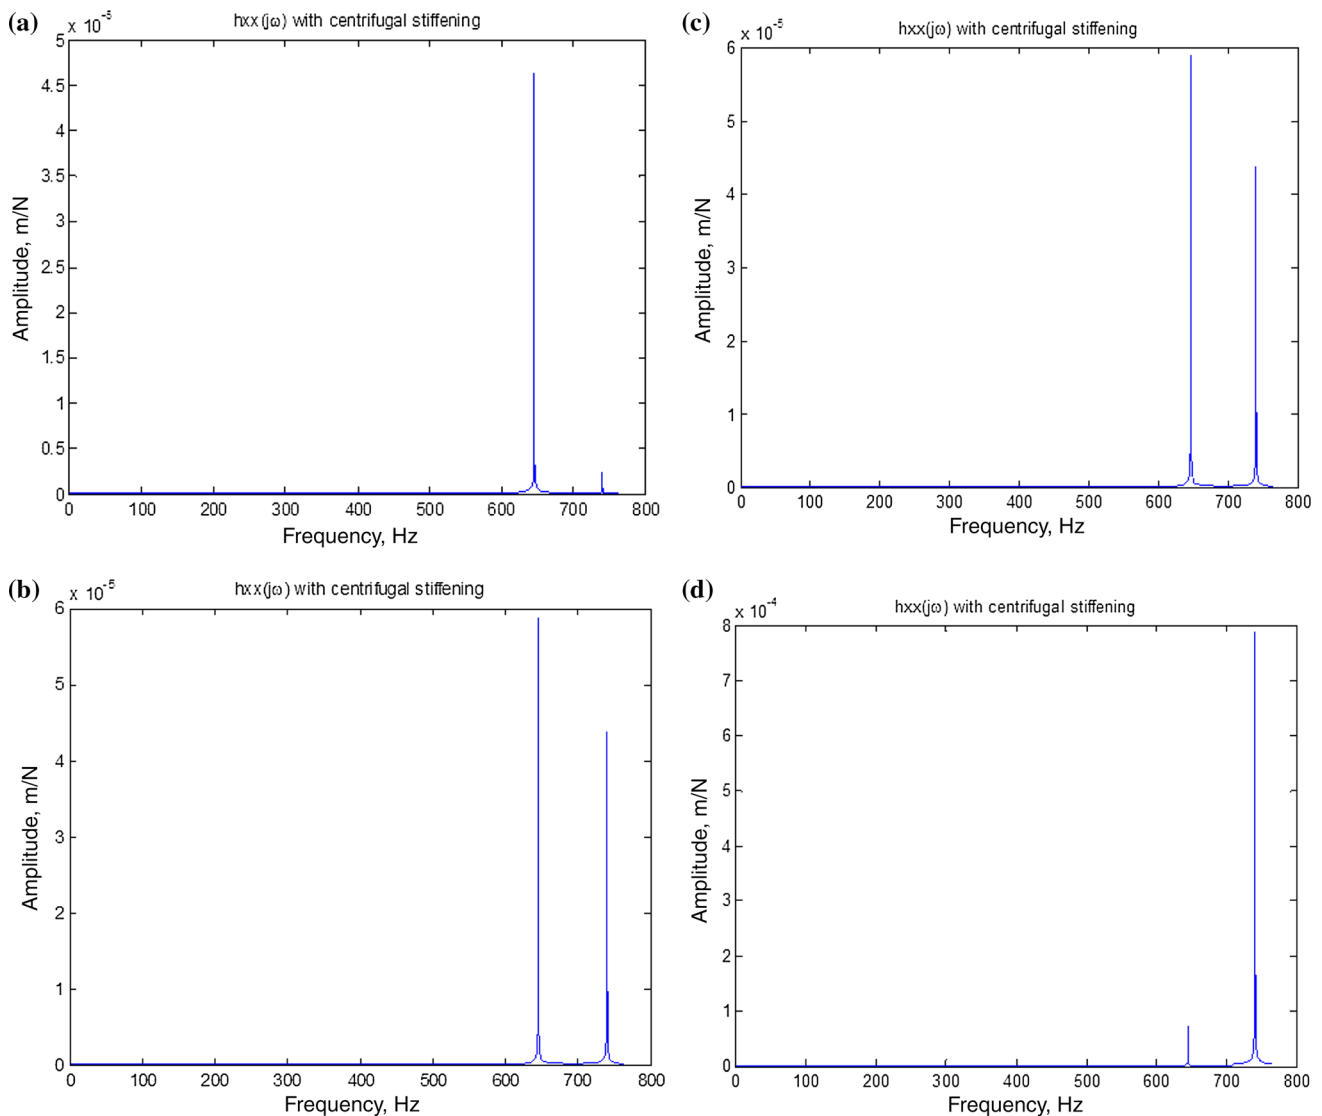 (a)
x 10-5
hxx(jω) with centrifugal stiffening
5
4.5
4
3.5
3
2.5
2
1.5
1
0.5
0
Amplitude, m/N
0 100 200 300 400 500 600 700 800
Frequency, Hz
(c)
x 10-5
hxx(jω) with centrifugal stiffening
6
5
4
3
2
1
0
Amplitude, m/N
0 100 200 300 400 500 600 700 800
Frequency, Hz
(b)
x 10-5
hxx(jω) with centrifugal stiffening
6
5
4
3
2
1
0
Amplitude, m/N
0 100 200 300 400 500 600 700 800
Frequency, Hz
(d)
x 10-4
hxx(jω) with centrifugal stiffening
8
7
6
5
4
3
2
1
0
Amplitude, m/N
0 100 200 300 400 500 600 700 800
Frequency, Hz